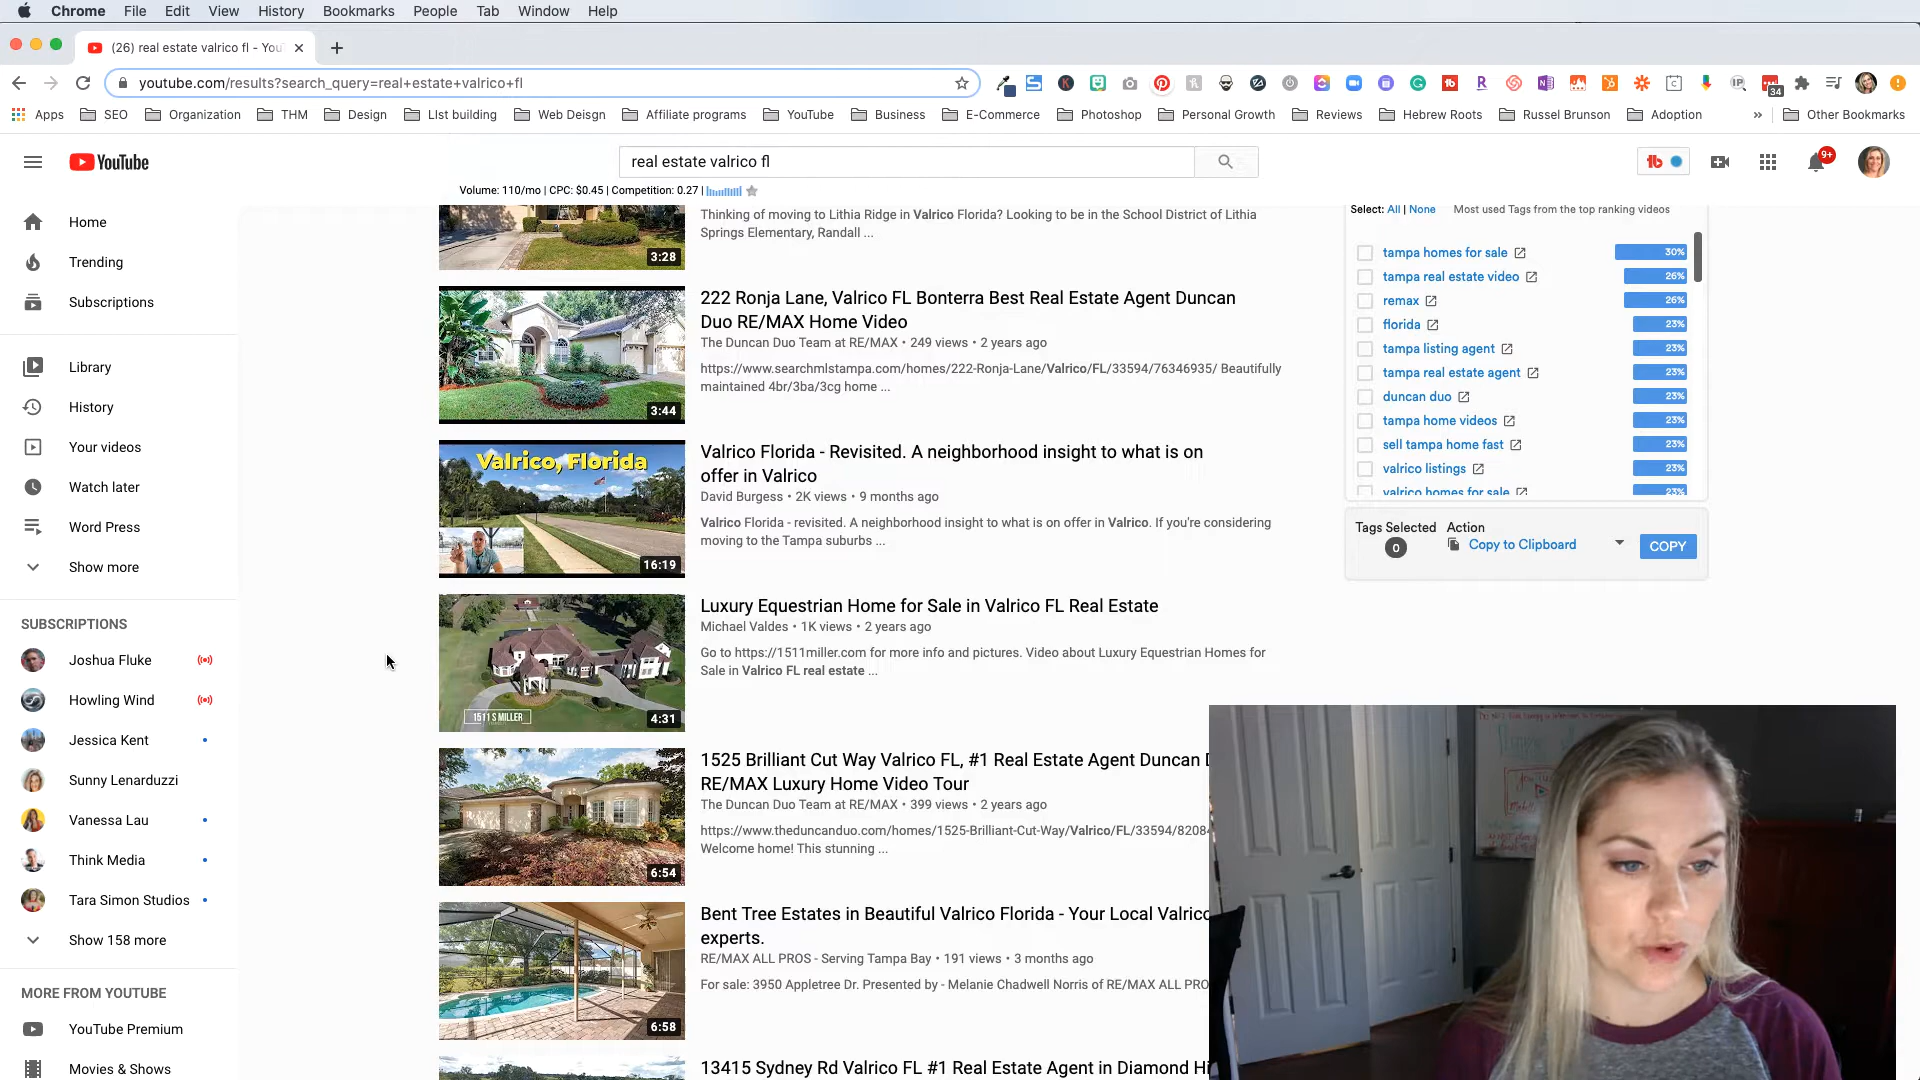 Chrome File Edit View History Bookmarks People Tab Window Help
(26) real estate valrico fl - You
youtube.com/results?search_query=real+estate+valrico+fl
34
Apps SEO Organization THM Design LIst building Web Deisgn Affiliate programs YouTube Business E-Commerce Photoshop Personal Growth Reviews Hebrew Roots Russel Brunson Adoption » Other Bookmarks
YouTube
real estate valrico fl
9+
Volume: 110/mo | CPC: $0.45 | Competition: 0.27 |
Home
Trending
Subscriptions
Library
History
Your videos
Watch later
Word Press
Show more
SUBSCRIPTIONS
Joshua Fluke
Howling Wind
Jessica Kent
Sunny Lenarduzzi
Vanessa Lau
Think Media
Tara Simon Studios
Show 158 more
MORE FROM YOUTUBE
YouTube Premium
Movies & Shows
Thinking of moving to Lithia Ridge in Valrico Florida? Looking to be in the School District of Lithia
Springs Elementary, Randall ...
3:28
222 Ronja Lane, Valrico FL Bonterra Best Real Estate Agent Duncan
Duo RE/MAX Home Video
The Duncan Duo Team at RE/MAX • 249 views • 2 years ago
https://www.searchmlstampa.com/homes/222-Ronja-Lane/Valrico/FL/33594/76346935/ Beautifully
maintained 4br/3ba/3cg home ...
3:44
Valrico, Florida
Valrico Florida - Revisited. A neighborhood insight to what is on
offer in Valrico
David Burgess • 2K views • 9 months ago
Valrico Florida - revisited. A neighborhood insight to what is on offer in Valrico. If you're considering
moving to the Tampa suburbs ...
16:19
Luxury Equestrian Home for Sale in Valrico FL Real Estate
Michael Valdes • 1K views • 2 years ago
Go to https://1511miller.com for more info and pictures. Video about Luxury Equestrian Homes for
Sale in Valrico FL real estate ...
1511 S MILLER
4:31
1525 Brilliant Cut Way Valrico FL, #1 Real Estate Agent Duncan D
RE/MAX Luxury Home Video Tour
The Duncan Duo Team at RE/MAX • 399 views • 2 years ago
https://www.theduncanduo.com/homes/1525-Brilliant-Cut-Way/Valrico/FL/33594/8208
Welcome home! This stunning ...
6:54
Bent Tree Estates in Beautiful Valrico Florida - Your Local Valrico
experts.
RE/MAX ALL PROS - Serving Tampa Bay • 191 views • 3 months ago
For sale: 3950 Appletree Dr. Presented by - Melanie Chadwell Norris of RE/MAX ALL PRO
6:58
13415 Sydney Rd Valrico FL #1 Real Estate Agent in Diamond Hi
Select: All | None Most used Tags from the top ranking videos
tampa homes for sale 30%
tampa real estate video 26%
remax 26%
florida 23%
tampa listing agent 23%
tampa real estate agent 23%
duncan duo 23%
tampa home videos 23%
sell tampa home fast 23%
valrico listings 23%
valrico homes for sale 23%
Tags Selected Action
0 Copy to Clipboard COPY